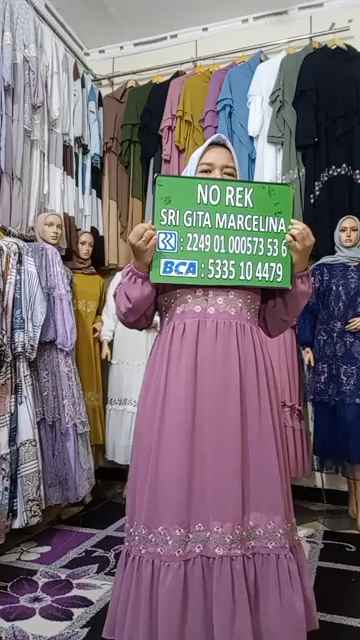 NO REK
SRI GITA MARCELINA
: 2249 01 000573 53 6
BCA : 5335 10 4479